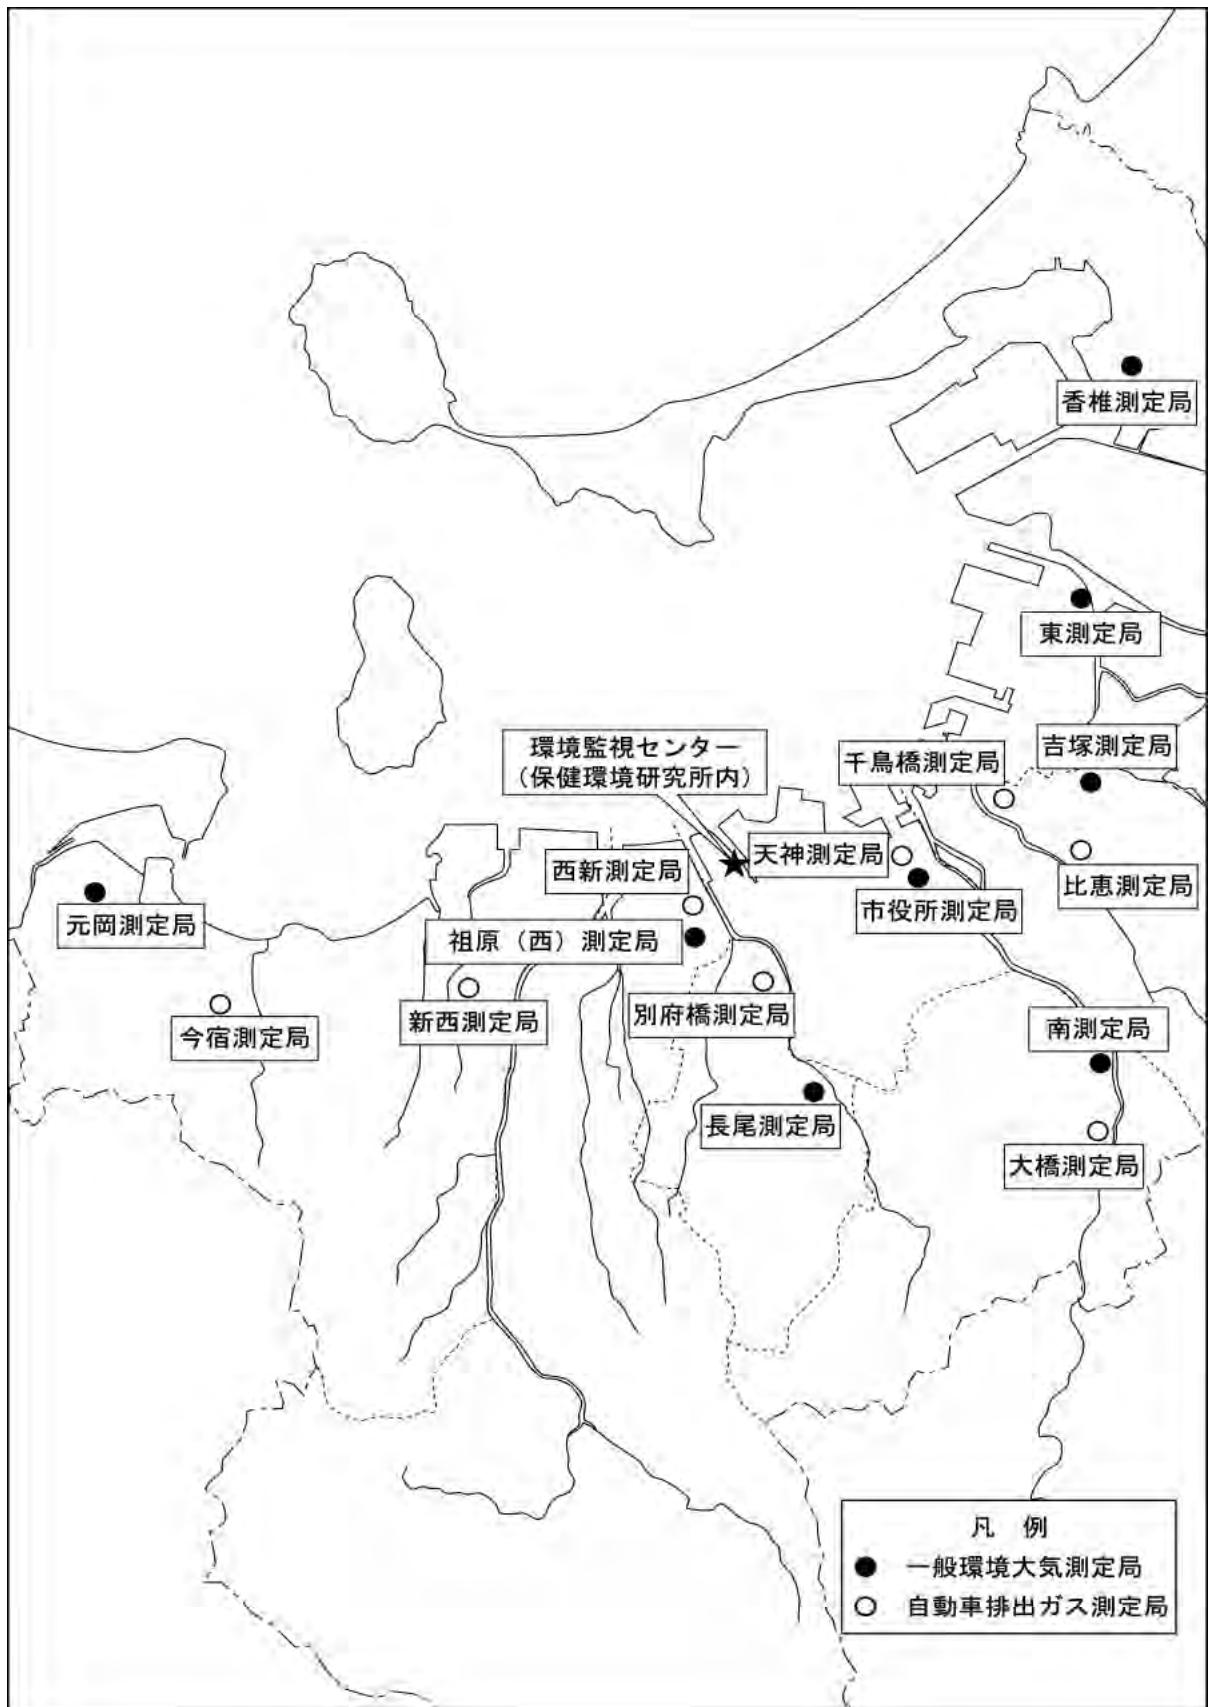 香椎測定局
東測定局
吉塚測定局
環境監視センター
(保健環境研究所内)
千鳥橋測定局
天神測定局
西新測定局
比恵測定局
市役所測定局
元岡測定局
祖原(西)測定局
別府橋測定局
新西測定局
今宿測定局
南測定局
長尾測定局
大橋測定局
凡 例
● 一般環境大気測定局
○ 自動車排出ガス測定局